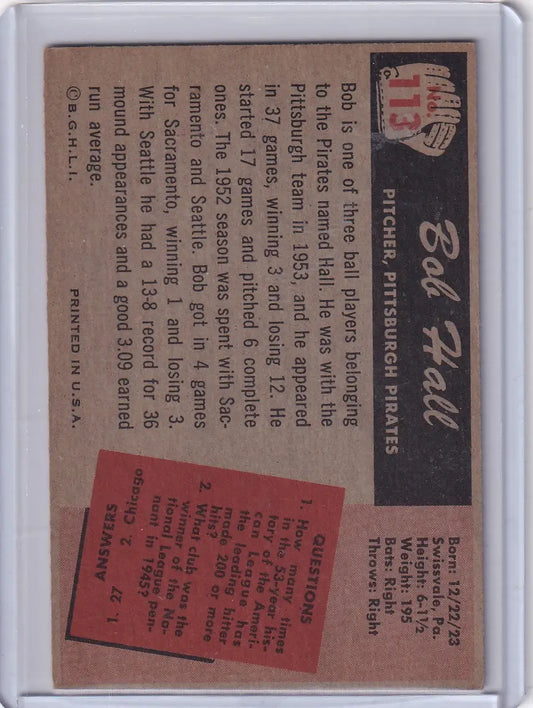 No.
113
Bob Hall
PITCHER, PITTSBURGH PIRATES
Born: 12/22/23
Swissvale, Pa.
Height: 6-1½
Weight: 195
Bats: Right
Throws: Right
Bob is one of three ball players belonging
to the Pirates named Hall. He was with the
Pittsburgh team in 1953, and he appeared
in 37 games, winning 3 and losing 12. He
started 17 games and pitched 6 complete
ones. The 1952 season was spent with Sac-
ramento and Seattle. Bob got in 4 games
for Sacramento, winning 1 and losing 3.
With Seattle he had a 13-8 record for 36
mound appearances and a good 3.09 earned
run average.
©B.G.H.L.I.
PRINTED IN U.S.A.
QUESTIONS
1. How many times
in the 53-year his-
tory of the Ameri-
can League has
the leading hitter
made 200 or more
hits?
2. What club was the
winner of the Na-
tional League pen-
nant in 1945?
ANSWERS
1. 27 2. Chicago